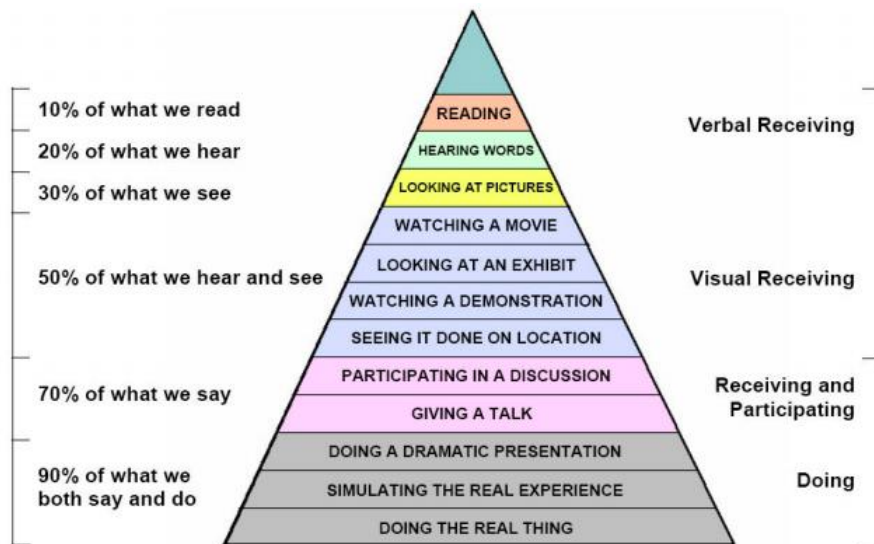 10% of what we read
READING
Verbal Receiving
20% of what we hear
HEARING WORDS
30% of what we see
LOOKING AT PICTURES
WATCHING A MOVIE
50% of what we hear and see
LOOKING AT AN EXHIBIT
Visual Receiving
WATCHING A DEMONSTRATION
SEEING IT DONE ON LOCATION
70% of what we say
PARTICIPATING IN A DISCUSSION
Receiving and
Participating
GIVING A TALK
90% of what we
both say and do
DOING A DRAMATIC PRESENTATION
Doing
SIMULATING THE REAL EXPERIENCE
DOING THE REAL THING